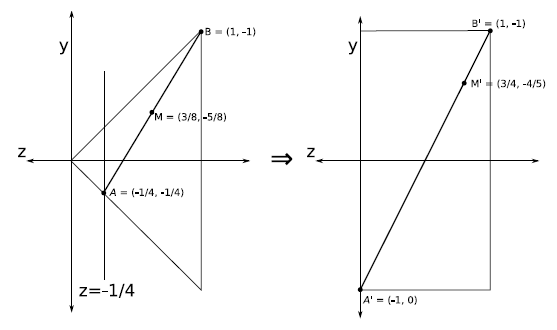 y
B = (1, -1)
M = (3/8, -5/8)
z
A = (-1/4, -1/4)
z=-1/4
⇒
y
B' = (1, -1)
M' = (3/4, -4/5)
z
A' = (-1, 0)